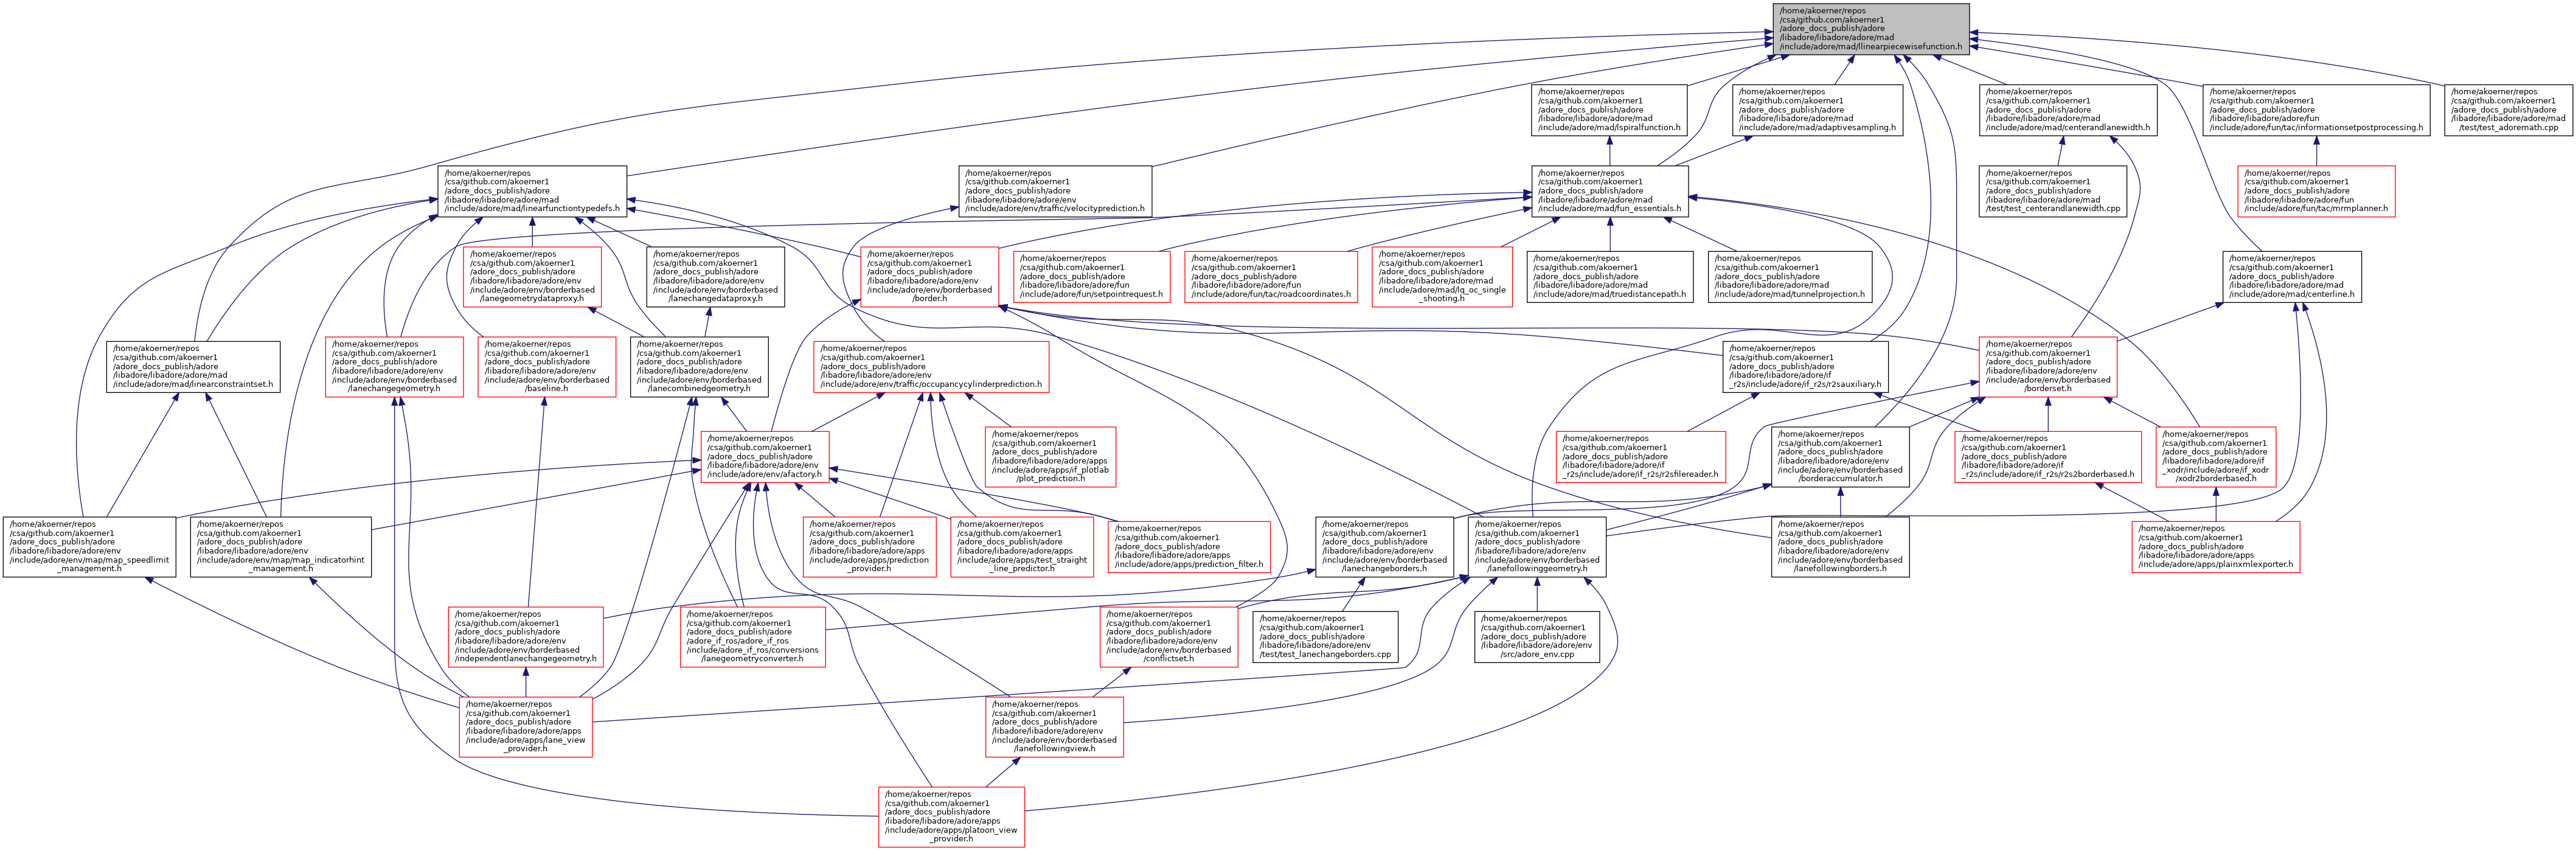 /home/akoerner/repos
/csa/github.com/akoerner1
/adore_docs_publish/adore
/libadore/libadore/adore/mad
/include/adore/mad/llinearpiecewisefunction.h
/home/akoerner/repos
/csa/github.com/akoerner1
/adore_docs_publish/adore
/libadore/libadore/adore/mad
/include/adore/mad/lspiralfunction.h
/home/akoerner/repos
/csa/github.com/akoerner1
/adore_docs_publish/adore
/libadore/libadore/adore/mad
/include/adore/mad/adaptivesampling.h
/home/akoerner/repos
/csa/github.com/akoerner1
/adore_docs_publish/adore
/libadore/libadore/adore/mad
/include/adore/mad/centerandlanewidth.h
/home/akoerner/repos
/csa/github.com/akoerner1
/adore_docs_publish/adore
/libadore/libadore/adore/fun
/include/adore/fun/tac/informationsetpostprocessing.h
/home/akoerner/repos
/csa/github.com/akoerner1
/adore_docs_publish/adore
/libadore/libadore/adore/mad
/test/test_adoremath.cpp
/home/akoerner/repos
/csa/github.com/akoerner1
/adore_docs_publish/adore
/libadore/libadore/adore/mad
/include/adore/mad/linearfunctiontypedefs.h
/home/akoerner/repos
/csa/github.com/akoerner1
/adore_docs_publish/adore
/libadore/libadore/adore/env
/include/adore/env/traffic/velocityprediction.h
/home/akoerner/repos
/csa/github.com/akoerner1
/adore_docs_publish/adore
/libadore/libadore/adore/mad
/include/adore/mad/fun_essentials.h
/home/akoerner/repos
/csa/github.com/akoerner1
/adore_docs_publish/adore
/libadore/libadore/adore/mad
/test/test_centerandlanewidth.cpp
/home/akoerner/repos
/csa/github.com/akoerner1
/adore_docs_publish/adore
/libadore/libadore/adore/fun
/include/adore/fun/tac/mrmplanner.h
/home/akoerner/repos
/csa/github.com/akoerner1
/adore_docs_publish/adore
/libadore/libadore/adore/env
/include/adore/env/borderbased
/lanegeometrydataproxy.h
/home/akoerner/repos
/csa/github.com/akoerner1
/adore_docs_publish/adore
/libadore/libadore/adore/env
/include/adore/env/borderbased
/lanechangedataproxy.h
/home/akoerner/repos
/csa/github.com/akoerner1
/adore_docs_publish/adore
/libadore/libadore/adore/env
/include/adore/env/borderbased
/border.h
/home/akoerner/repos
/csa/github.com/akoerner1
/adore_docs_publish/adore
/libadore/libadore/adore/fun
/include/adore/fun/setpointrequest.h
/home/akoerner/repos
/csa/github.com/akoerner1
/adore_docs_publish/adore
/libadore/libadore/adore/fun
/include/adore/fun/tac/roadcoordinates.h
/home/akoerner/repos
/csa/github.com/akoerner1
/adore_docs_publish/adore
/libadore/libadore/adore/mad
/include/adore/mad/lq_oc_single
_shooting.h
/home/akoerner/repos
/csa/github.com/akoerner1
/adore_docs_publish/adore
/libadore/libadore/adore/mad
/include/adore/mad/truedistancepath.h
/home/akoerner/repos
/csa/github.com/akoerner1
/adore_docs_publish/adore
/libadore/libadore/adore/mad
/include/adore/mad/tunnelprojection.h
/home/akoerner/repos
/csa/github.com/akoerner1
/adore_docs_publish/adore
/libadore/libadore/adore/mad
/include/adore/mad/centerline.h
/home/akoerner/repos
/csa/github.com/akoerner1
/adore_docs_publish/adore
/libadore/libadore/adore/mad
/include/adore/mad/linearconstraintset.h
/home/akoerner/repos
/csa/github.com/akoerner1
/adore_docs_publish/adore
/libadore/libadore/adore/env
/include/adore/env/borderbased
/lanechangegeometry.h
/home/akoerner/repos
/csa/github.com/akoerner1
/adore_docs_publish/adore
/libadore/libadore/adore/env
/include/adore/env/borderbased
/baseline.h
/home/akoerner/repos
/csa/github.com/akoerner1
/adore_docs_publish/adore
/libadore/libadore/adore/env
/include/adore/env/borderbased
/lanecombinedgeometry.h
/home/akoerner/repos
/csa/github.com/akoerner1
/adore_docs_publish/adore
/libadore/libadore/adore/env
/include/adore/env/traffic/occupancycylinderprediction.h
/home/akoerner/repos
/csa/github.com/akoerner1
/adore_docs_publish/adore
/libadore/libadore/adore/if
_r2s/include/adore/if_r2s/r2sauxiliary.h
/home/akoerner/repos
/csa/github.com/akoerner1
/adore_docs_publish/adore
/libadore/libadore/adore/env
/include/adore/env/borderbased
/borderset.h
/home/akoerner/repos
/csa/github.com/akoerner1
/adore_docs_publish/adore
/libadore/libadore/adore/env
/include/adore/env/afactory.h
/home/akoerner/repos
/csa/github.com/akoerner1
/adore_docs_publish/adore
/libadore/libadore/adore/apps
/include/adore/apps/if_plotlab
/plot_prediction.h
/home/akoerner/repos
/csa/github.com/akoerner1
/adore_docs_publish/adore
/libadore/libadore/adore/if
_r2s/include/adore/if_r2s/r2sfilereader.h
/home/akoerner/repos
/csa/github.com/akoerner1
/adore_docs_publish/adore
/libadore/libadore/adore/env
/include/adore/env/borderbased
/borderaccumulator.h
/home/akoerner/repos
/csa/github.com/akoerner1
/adore_docs_publish/adore
/libadore/libadore/adore/if
_r2s/include/adore/if_r2s/r2s2borderbased.h
/home/akoerner/repos
/csa/github.com/akoerner1
/adore_docs_publish/adore
/libadore/libadore/adore/if
_xodr/include/adore/if_xodr
/xodr2borderbased.h
/home/akoerner/repos
/csa/github.com/akoerner1
/adore_docs_publish/adore
/libadore/libadore/adore/env
/include/adore/env/map/map_speedlimit
_management.h
/home/akoerner/repos
/csa/github.com/akoerner1
/adore_docs_publish/adore
/libadore/libadore/adore/env
/include/adore/env/map/map_indicatorhint
_management.h
/home/akoerner/repos
/csa/github.com/akoerner1
/adore_docs_publish/adore
/libadore/libadore/adore/apps
/include/adore/apps/prediction
_provider.h
/home/akoerner/repos
/csa/github.com/akoerner1
/adore_docs_publish/adore
/libadore/libadore/adore/apps
/include/adore/apps/test_straight
_line_predictor.h
/home/akoerner/repos
/csa/github.com/akoerner1
/adore_docs_publish/adore
/libadore/libadore/adore/apps
/include/adore/apps/prediction_filter.h
/home/akoerner/repos
/csa/github.com/akoerner1
/adore_docs_publish/adore
/libadore/libadore/adore/env
/include/adore/env/borderbased
/lanechangeborders.h
/home/akoerner/repos
/csa/github.com/akoerner1
/adore_docs_publish/adore
/libadore/libadore/adore/env
/include/adore/env/borderbased
/lanefollowinggeometry.h
/home/akoerner/repos
/csa/github.com/akoerner1
/adore_docs_publish/adore
/libadore/libadore/adore/env
/include/adore/env/borderbased
/lanefollowingborders.h
/home/akoerner/repos
/csa/github.com/akoerner1
/adore_docs_publish/adore
/libadore/libadore/adore/apps
/include/adore/apps/plainxmlexporter.h
/home/akoerner/repos
/csa/github.com/akoerner1
/adore_docs_publish/adore
/libadore/libadore/adore/env
/include/adore/env/borderbased
/independentlanechangegeometry.h
/home/akoerner/repos
/csa/github.com/akoerner1
/adore_docs_publish/adore
/adore_if_ros/adore_if_ros
/include/adore_if_ros/conversions
/lanegeometryconverter.h
/home/akoerner/repos
/csa/github.com/akoerner1
/adore_docs_publish/adore
/libadore/libadore/adore/env
/include/adore/env/borderbased
/conflictset.h
/home/akoerner/repos
/csa/github.com/akoerner1
/adore_docs_publish/adore
/libadore/libadore/adore/env
/test/test_lanechangeborders.cpp
/home/akoerner/repos
/csa/github.com/akoerner1
/adore_docs_publish/adore
/libadore/libadore/adore/env
/src/adore_env.cpp
/home/akoerner/repos
/csa/github.com/akoerner1
/adore_docs_publish/adore
/libadore/libadore/adore/apps
/include/adore/apps/lane_view
_provider.h
/home/akoerner/repos
/csa/github.com/akoerner1
/adore_docs_publish/adore
/libadore/libadore/adore/env
/include/adore/env/borderbased
/lanefollowingview.h
/home/akoerner/repos
/csa/github.com/akoerner1
/adore_docs_publish/adore
/libadore/libadore/adore/apps
/include/adore/apps/platoon_view
_provider.h